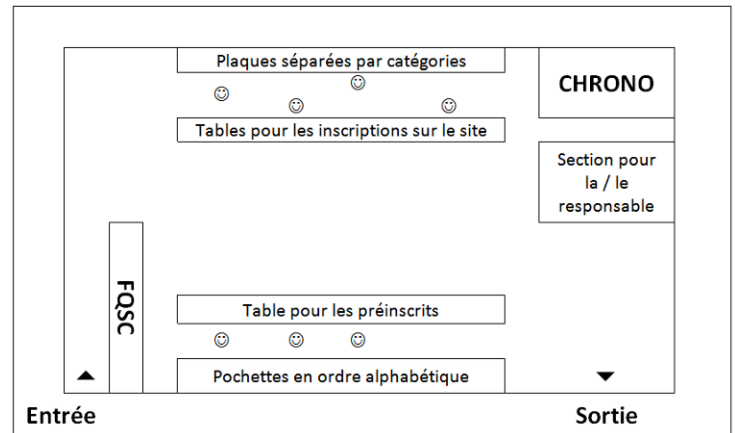 Plaques séparées par catégories
CHRONO
Tables pour les inscriptions sur le site
Section pour
la / le
responsable
FQSC
Table pour les préinscrits
Pochettes en ordre alphabétique
Entrée
Sortie